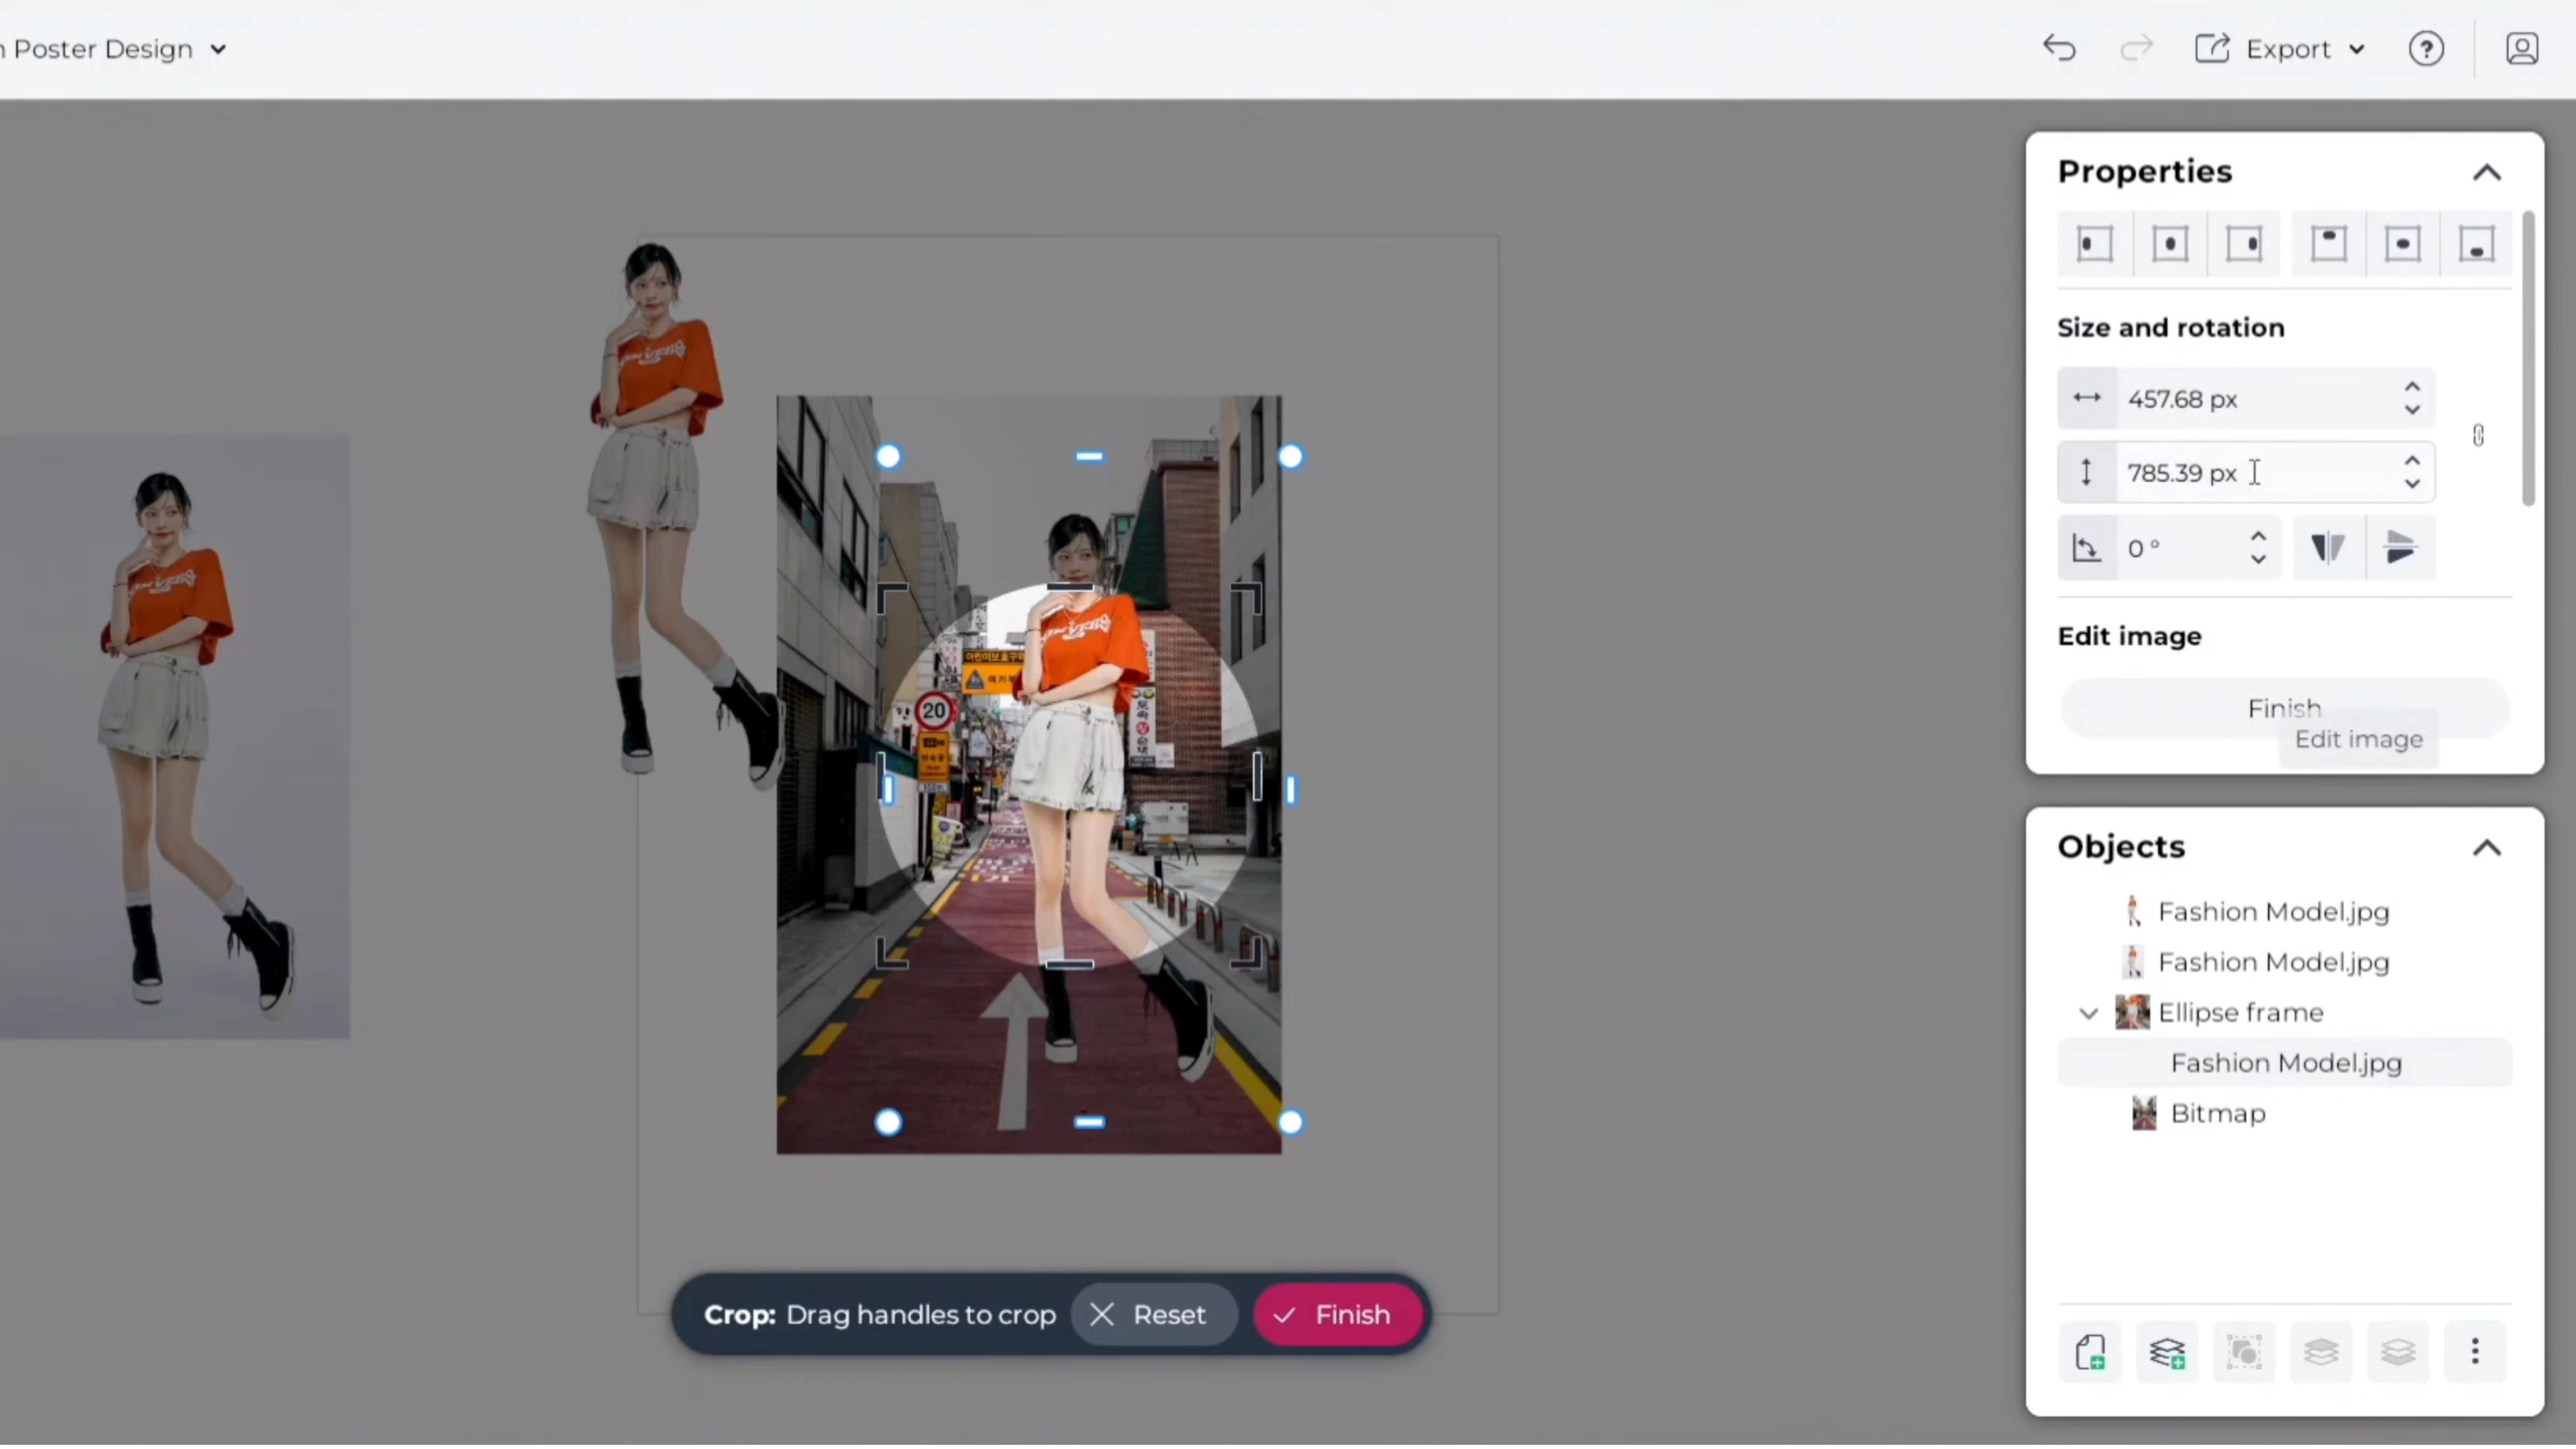 n Poster Design
Export
?
Properties
Size and rotation
457.68 px
785.39 px
0 °
Edit image
Finish
Edit image
Objects
Fashion Model.jpg
Fashion Model.jpg
Ellipse frame
Fashion Model.jpg
Bitmap
20
Crop: Drag handles to crop
Reset
Finish